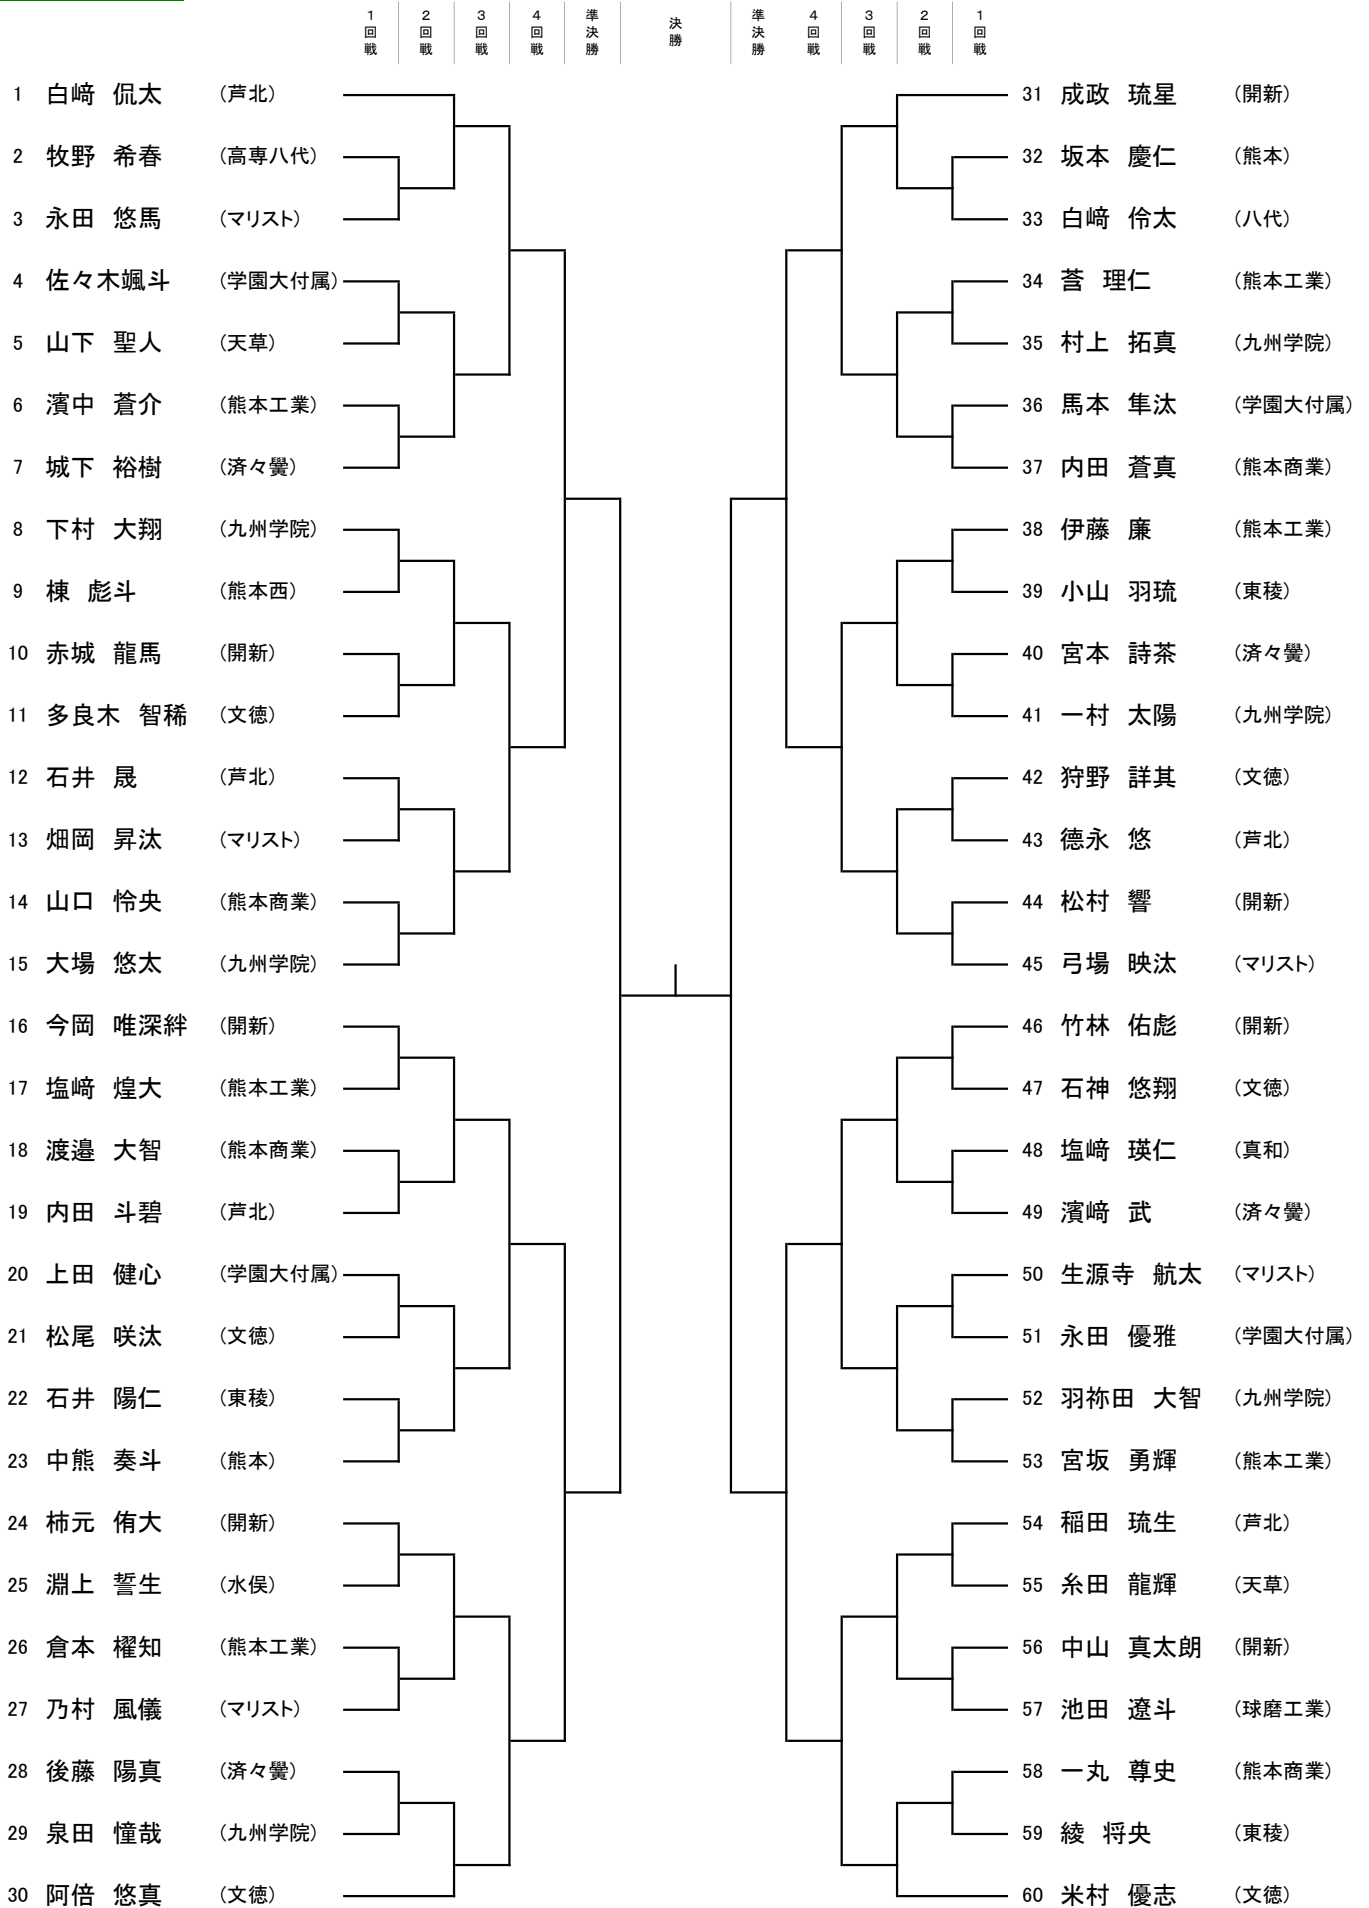 1回戦 2回戦 3回戦 4回戦 準決勝 決勝 準決勝 4回戦 3回戦 2回戦 1回戦
1 白﨑 侃太 (芦北) 31 成政 琉星 (開新)
2 牧野 希春 (高専八代) 32 坂本 慶仁 (熊本)
3 永田 悠馬 (マリスト) 33 白﨑 伶太 (八代)
4 佐々木颯斗 (学園大付属) 34 萅 理仁 (熊本工業)
5 山下 聖人 (天草) 35 村上 拓真 (九州学院)
6 濱中 蒼介 (熊本工業) 36 馬本 隼汰 (学園大付属)
7 城下 裕樹 (済々黌) 37 内田 蒼真 (熊本商業)
8 下村 大翔 (九州学院) 38 伊藤 廉 (熊本工業)
9 棟 彪斗 (熊本西) 39 小山 羽琉 (東稜)
10 赤城 龍馬 (開新) 40 宮本 詩茶 (済々黌)
11 多良木 智稀 (文徳) 41 一村 太陽 (九州学院)
12 石井 晟 (芦北) 42 狩野 詳其 (文徳)
13 畑岡 昇汰 (マリスト) 43 德永 悠 (芦北)
14 山口 怜央 (熊本商業) 44 松村 響 (開新)
15 大場 悠太 (九州学院) 45 弓場 映汰 (マリスト)
16 今岡 唯深絆 (開新) 46 竹林 佑彪 (開新)
17 塩﨑 煌大 (熊本工業) 47 石神 悠翔 (文徳)
18 渡邉 大智 (熊本商業) 48 塩﨑 瑛仁 (真和)
19 内田 斗碧 (芦北) 49 濱﨑 武 (済々黌)
20 上田 健心 (学園大付属) 50 生源寺 航太 (マリスト)
21 松尾 咲汰 (文徳) 51 永田 優雅 (学園大付属)
22 石井 陽仁 (東稜) 52 羽祢田 大智 (九州学院)
23 中熊 奏斗 (熊本) 53 宮坂 勇輝 (熊本工業)
24 柿元 侑大 (開新) 54 稲田 琉生 (芦北)
25 淵上 誓生 (水俣) 55 糸田 龍輝 (天草)
26 倉本 櫂知 (熊本工業) 56 中山 真太朗 (開新)
27 乃村 風儀 (マリスト) 57 池田 遼斗 (球磨工業)
28 後藤 陽真 (済々黌) 58 一丸 尊史 (熊本商業)
29 泉田 憧哉 (九州学院) 59 綾 将央 (東稜)
30 阿倍 悠真 (文徳) 60 米村 優志 (文徳)